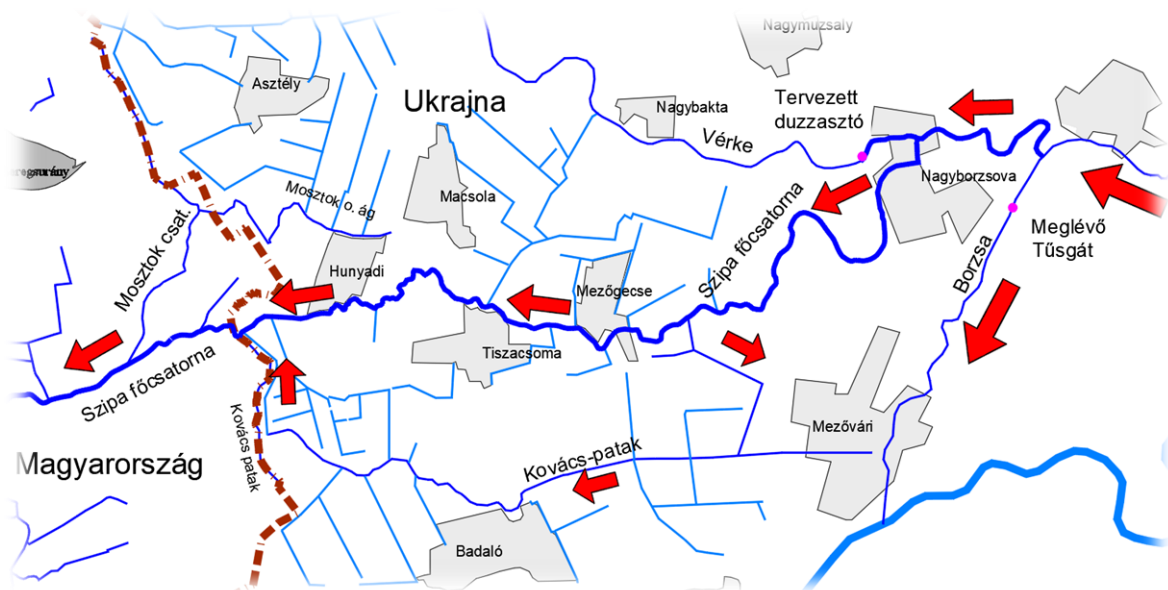 Nagymuzsaly
Asztély
Ukrajna
Nagybakta
Tervezett
duzzasztó
Vérke
Nagyborzsova
Mosztok o. ág
Macsola
Mosztok csat.
Szipa főcsatorna
Meglévő
Tűsgát
Borzsa
Hunyadi
Mezőgecse
Tiszacsoma
Szipa főcsatorna
Mezővári
Kovács patak
Magyarország
Kovács-patak
Badaló